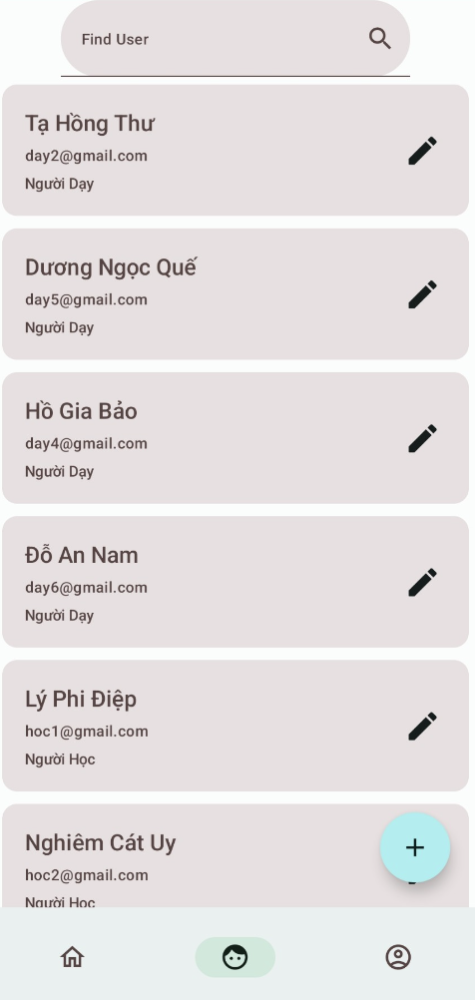 Find User
Tạ Hồng Thư
day2@gmail.com
Người Dạy
Dương Ngọc Quế
day5@gmail.com
Người Dạy
Hồ Gia Bảo
day4@gmail.com
Người Dạy
Đỗ An Nam
day6@gmail.com
Người Dạy
Lý Phi Điệp
hoc1@gmail.com
Người Học
Nghiêm Cát Uy
hoc2@gmail.com
Người Học